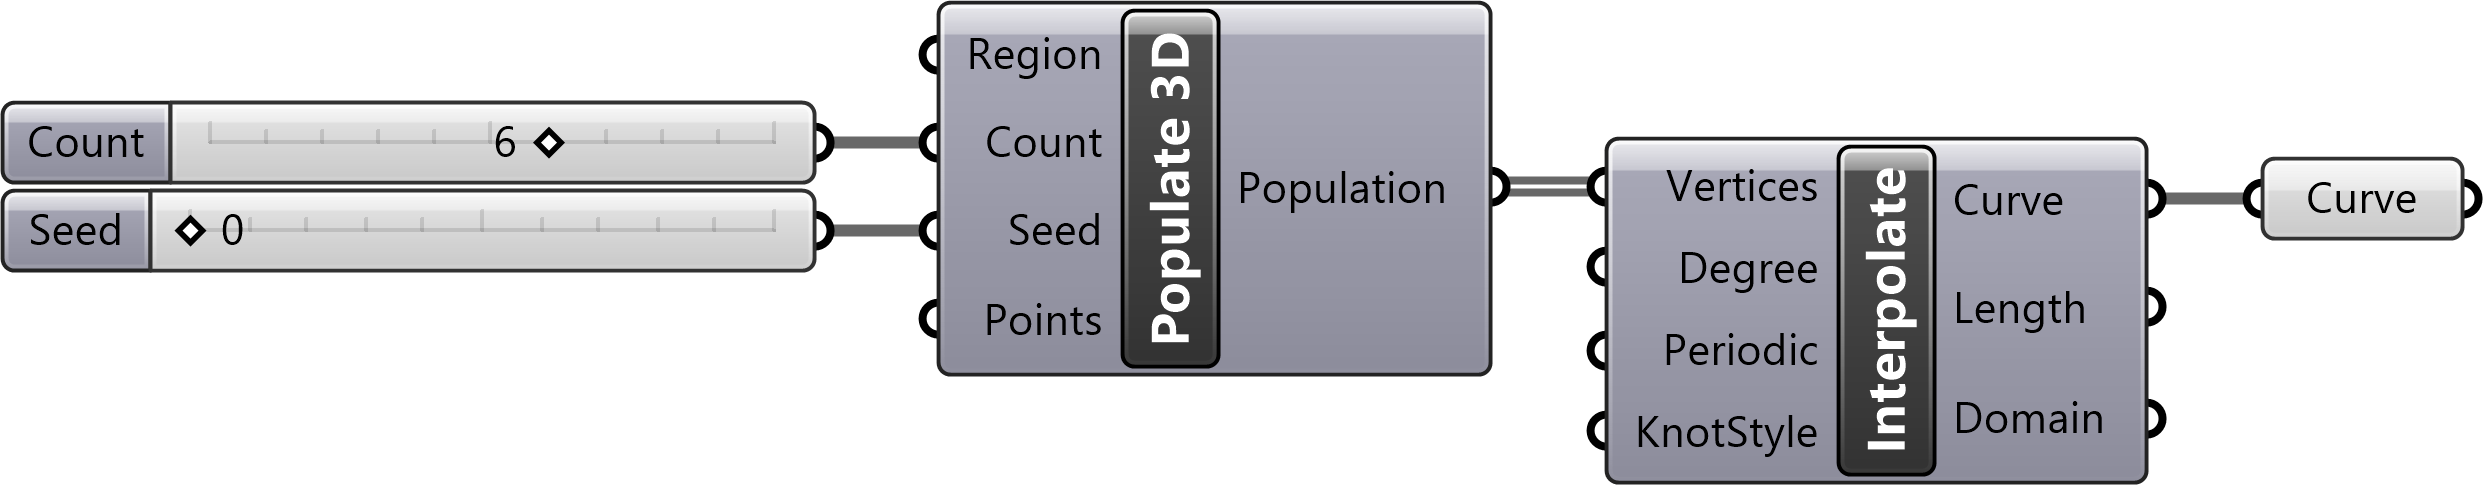 Count 6
Seed 0
Region
Count
Seed
Points
Populate 3D
Population
Vertices
Degree
Periodic
KnotStyle
Interpolate
Curve
Length
Domain
Curve